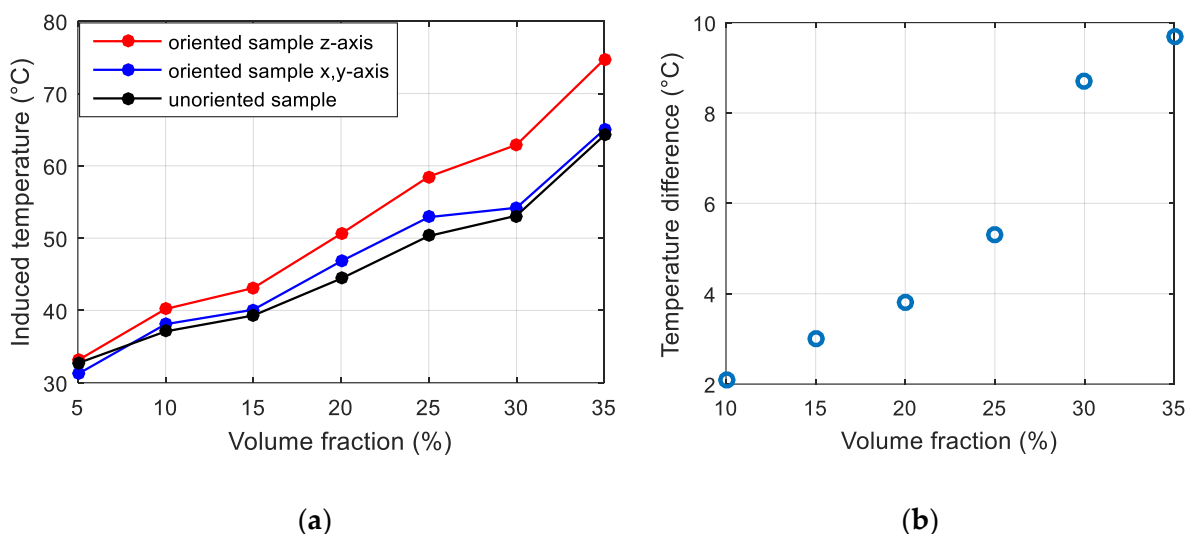 80
70
60
50
40
30
Induced temperature (°C)
oriented sample z-axis
oriented sample x,y-axis
unoriented sample
5 10 15 20 25 30 35
Volume fraction (%)
(a)
10
8
6
4
2
Temperature difference (°C)
10 15 20 25 30 35
Volume fraction (%)
(b)